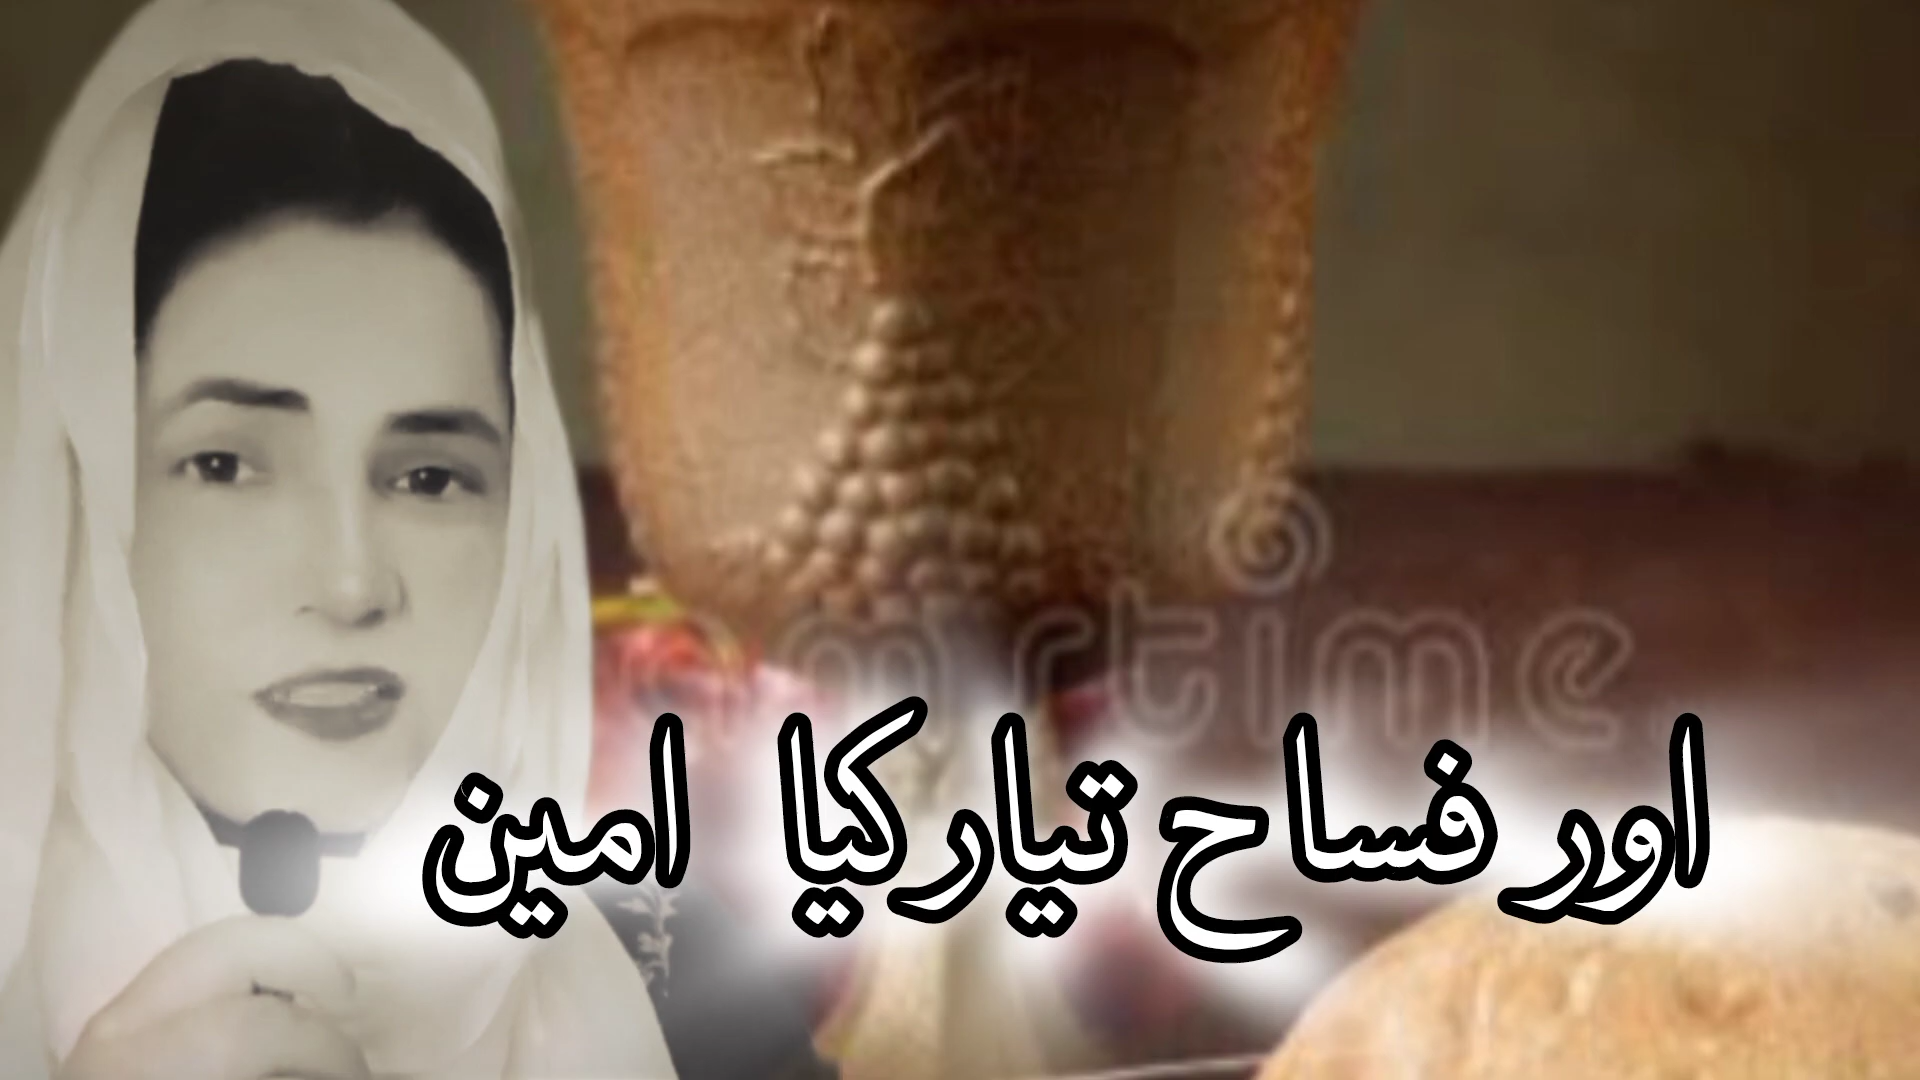 اور فساح تیار کیا امین